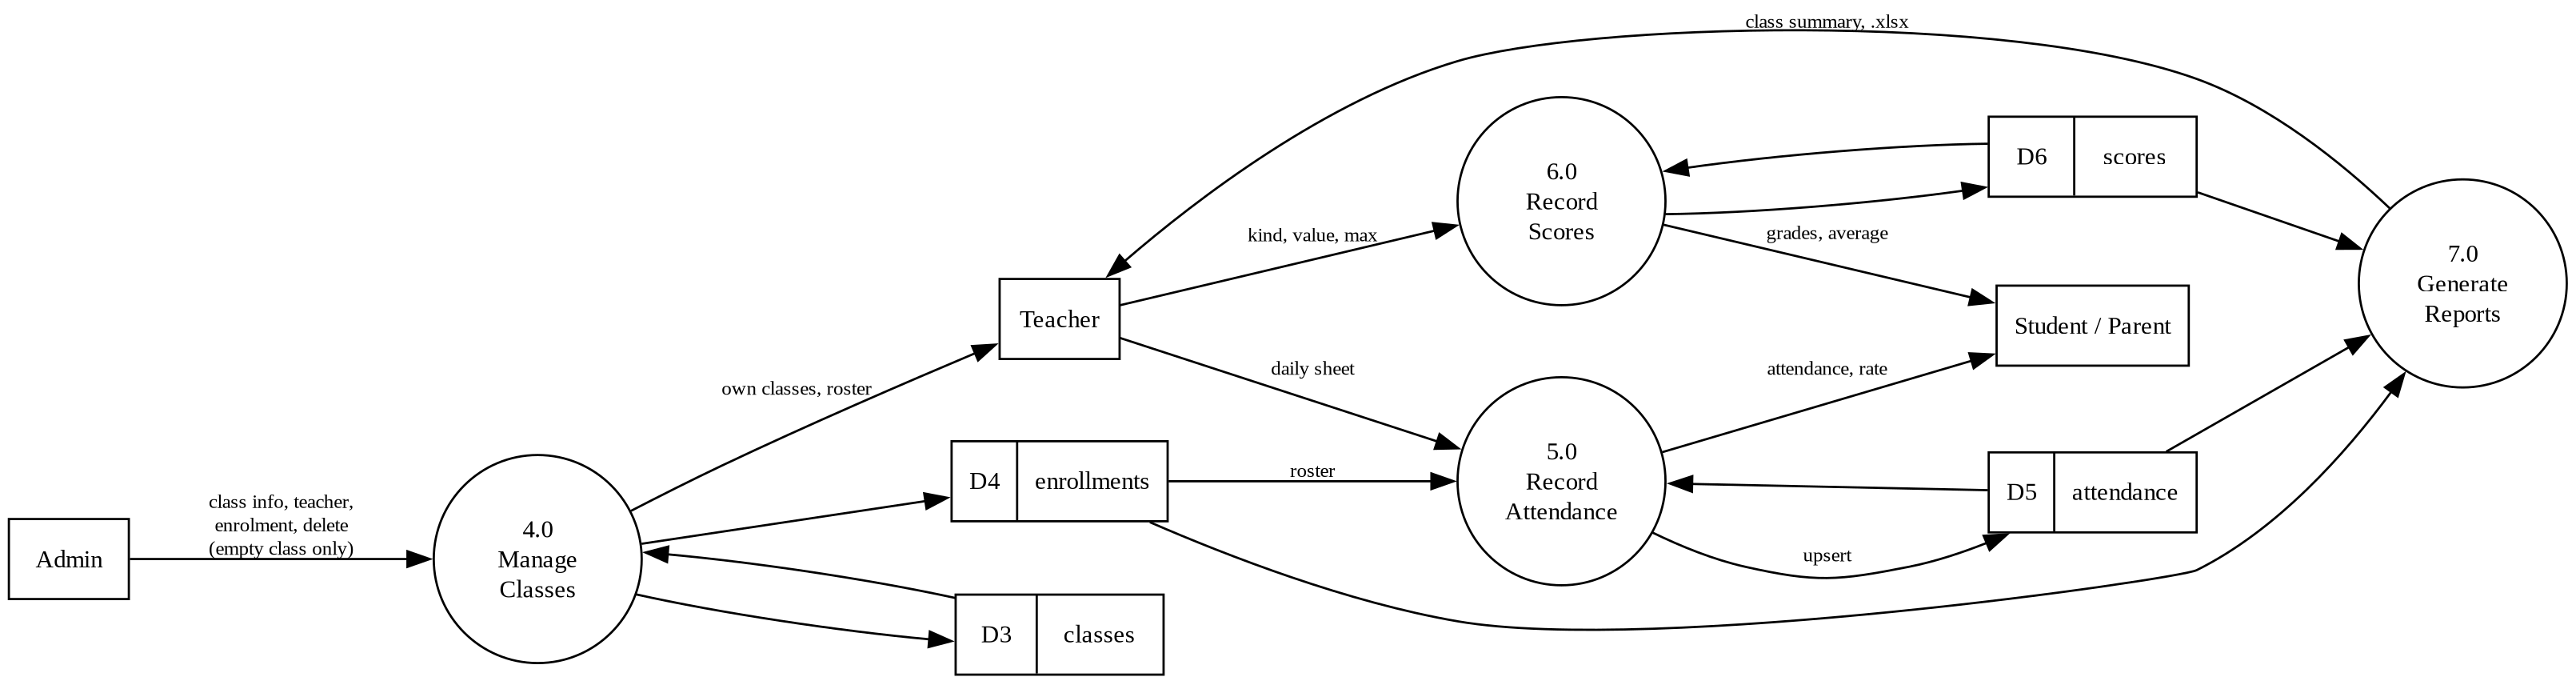 class summary, .xlsx
6.0
Record
Scores
D6
scores
kind, value, max
grades, average
7.0
Generate
Reports
Teacher
Student / Parent
own classes, roster
daily sheet
attendance, rate
class info, teacher,
enrolment, delete
(empty class only)
Admin
4.0
Manage
Classes
D4
enrollments
roster
5.0
Record
Attendance
D5
attendance
upsert
D3
classes